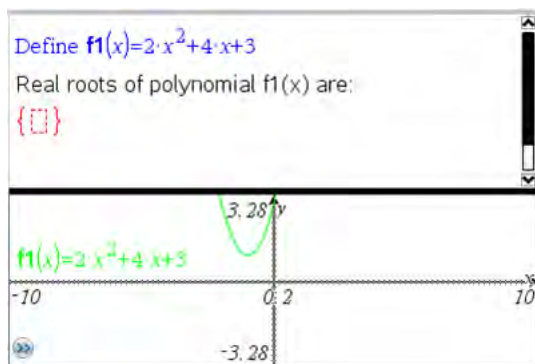 Define f1(x)=2·x²+4·x+3
Real roots of polynomial f1(x) are:
{⬚}
3.28 y
f1(x)=2·x²+4·x+3
-10 0.2 10 x
-3.28